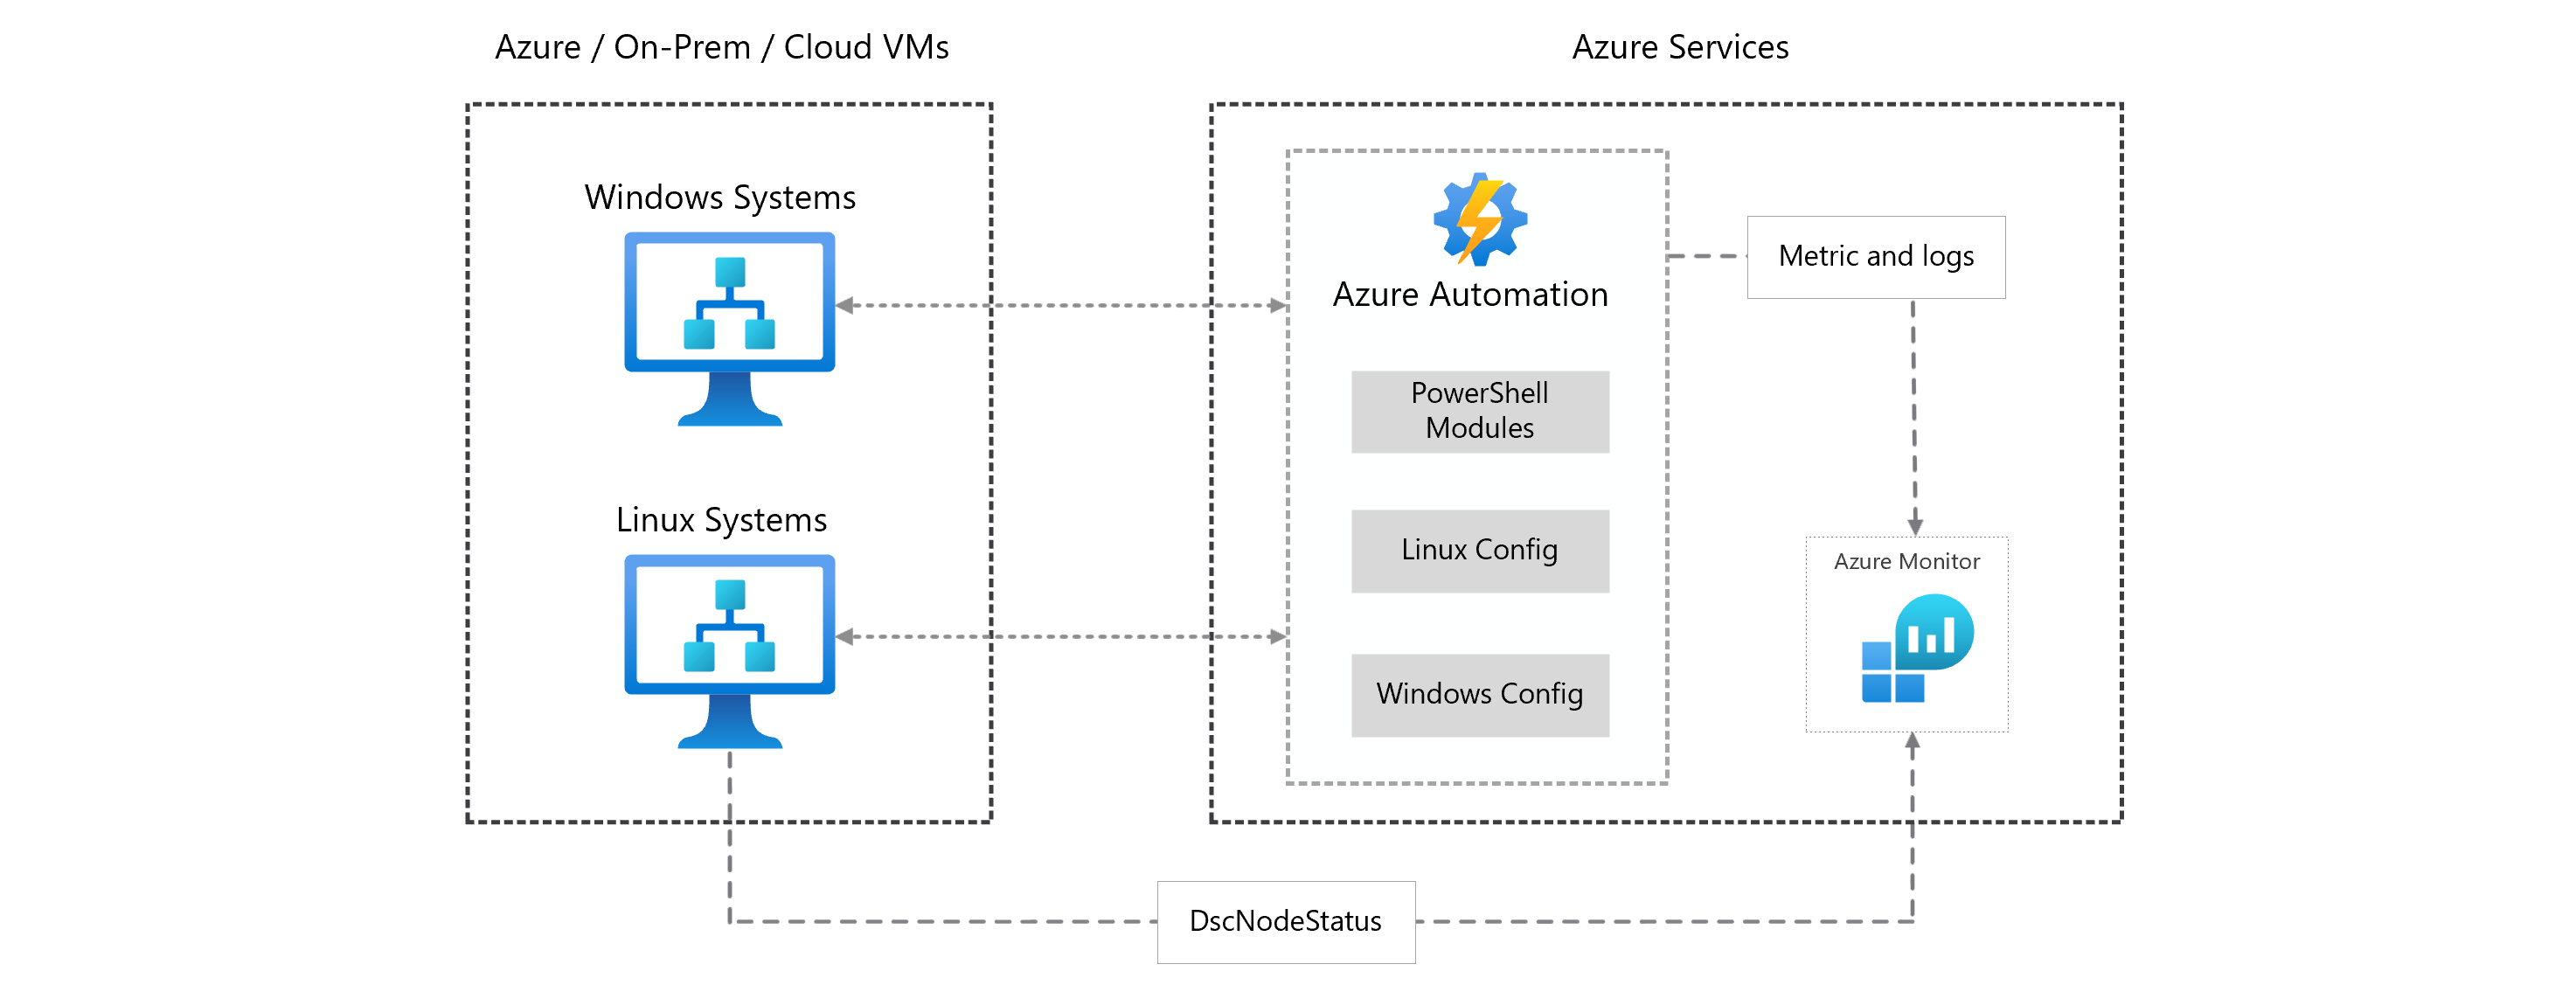 Azure / On-Prem / Cloud VMs
Azure Services
Windows Systems
Linux Systems
Azure Automation
PowerShell
Modules
Linux Config
Windows Config
Metric and logs
Azure Monitor
DscNodeStatus